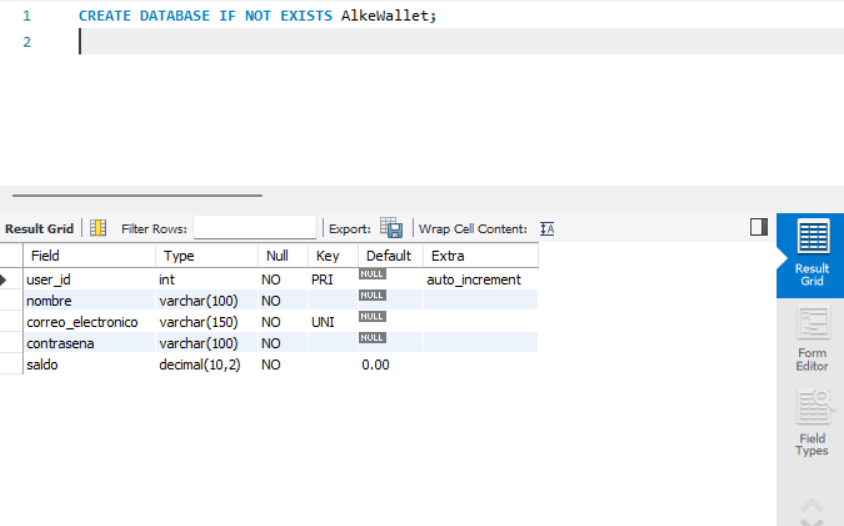 1 CREATE DATABASE IF NOT EXISTS AlkeWallet;
2
Result Grid Filter Rows: Export: Wrap Cell Content:
Field Type Null Key Default Extra
user_id int NO PRI NULL auto_increment
nombre varchar(100) NO NULL
correo_electronico varchar(150) NO UNI NULL
contrasena varchar(100) NO NULL
saldo decimal(10,2) NO 0.00
Result
Grid
Form
Editor
Field
Types